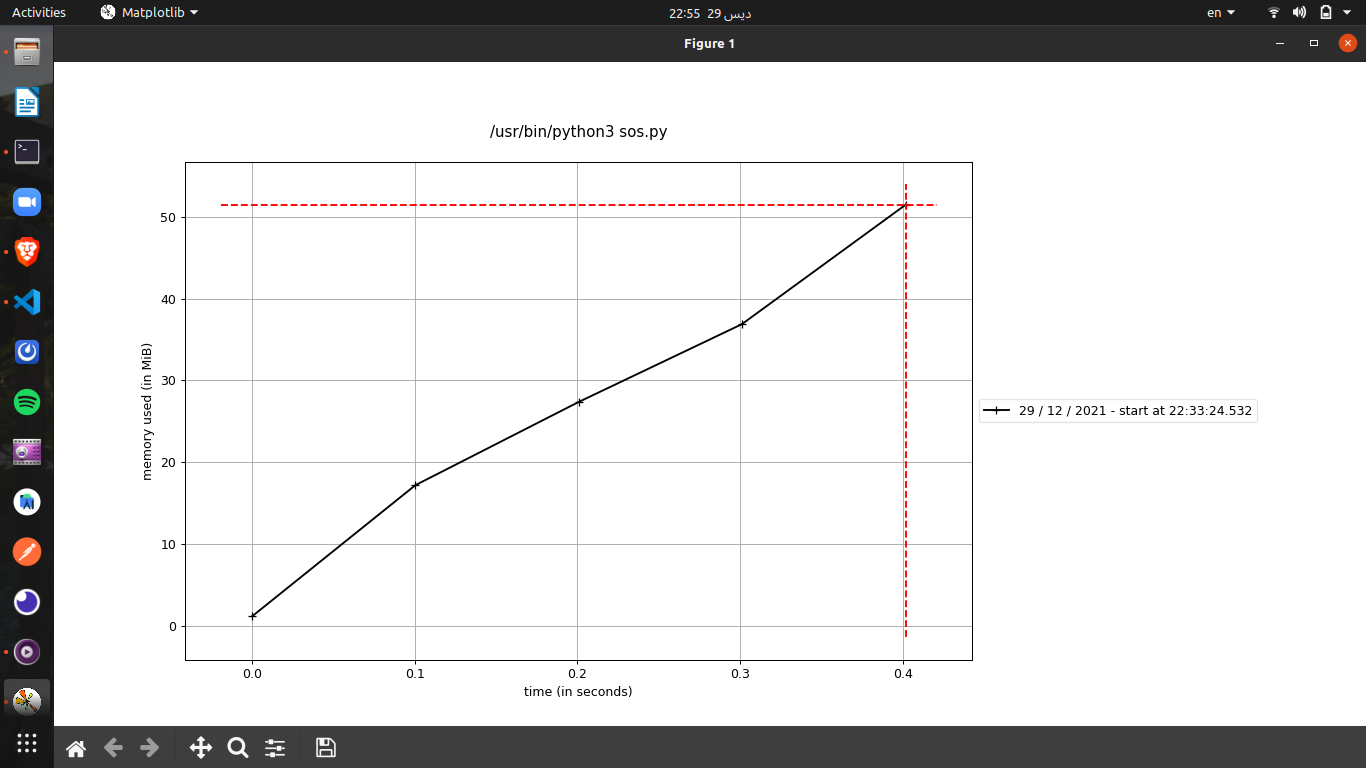 Activities
Matplotlib
22:55 29 ديس
en
Figure 1
/usr/bin/python3 sos.py
50
40
30
20
10
0
memory used (in MiB)
0.0 0.1 0.2 0.3 0.4
time (in seconds)
29 / 12 / 2021 - start at 22:33:24.532